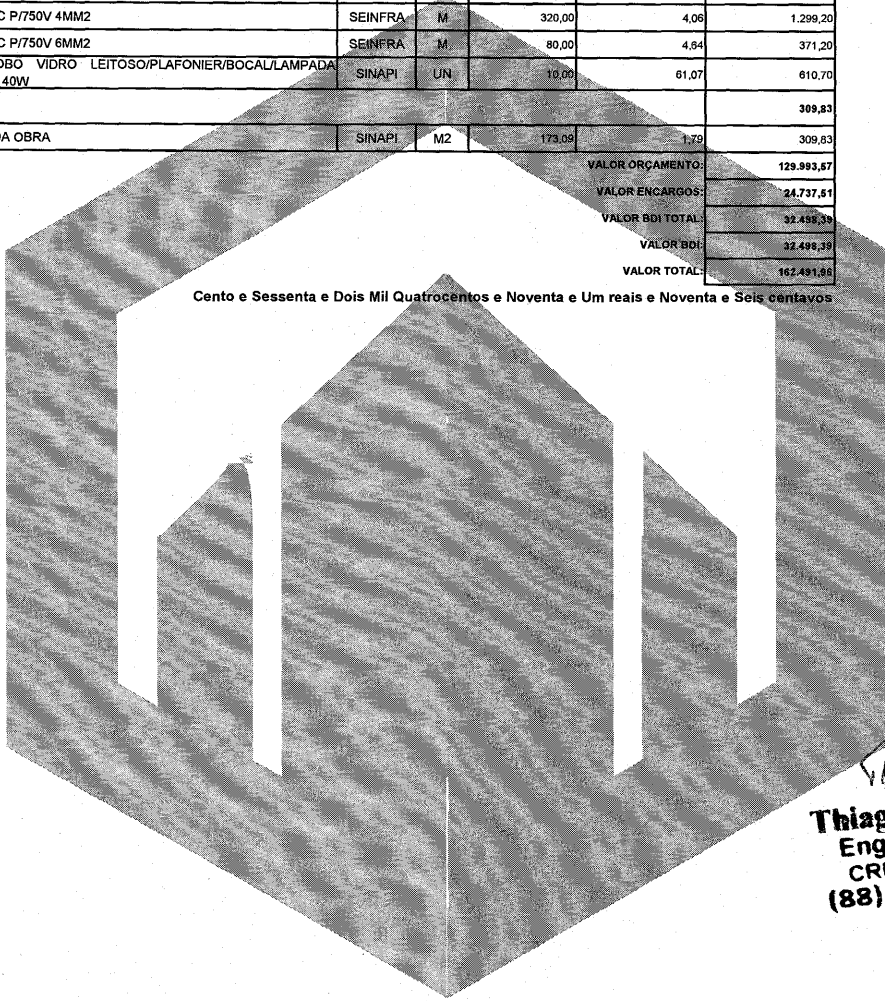 C P/750V 4MM2 SEINFRA M 320,00 4,06 1.299,20
C P/750V 6MM2 SEINFRA M 80,00 4,64 371,20
OBO VIDRO LEITOSO/PLAFONIER/BOCAL/LAMPADA
40W SINAPI UN 10,00 61,07 610,70
309,83
DA OBRA SINAPI M2 173,09 1,79 309,83
VALOR ORÇAMENTO: 129.993,57
VALOR ENCARGOS: 24.737,51
VALOR BDI TOTAL: 32.498,39
VALOR BDI: 32.498,39
VALOR TOTAL: 162.491,96
Cento e Sessenta e Dois Mil Quatrocentos e Noventa e Um reais e Noventa e Seis centavos
Thiag
Eng
CR
(88)